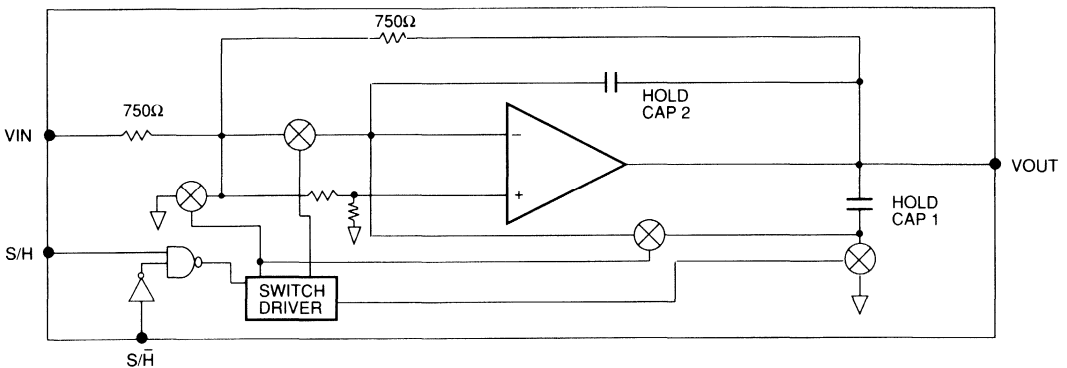 750Ω
HOLD
CAP 2
750Ω
VIN
−
+
VOUT
HOLD
CAP 1
S/H
SWITCH
DRIVER
S/H̅